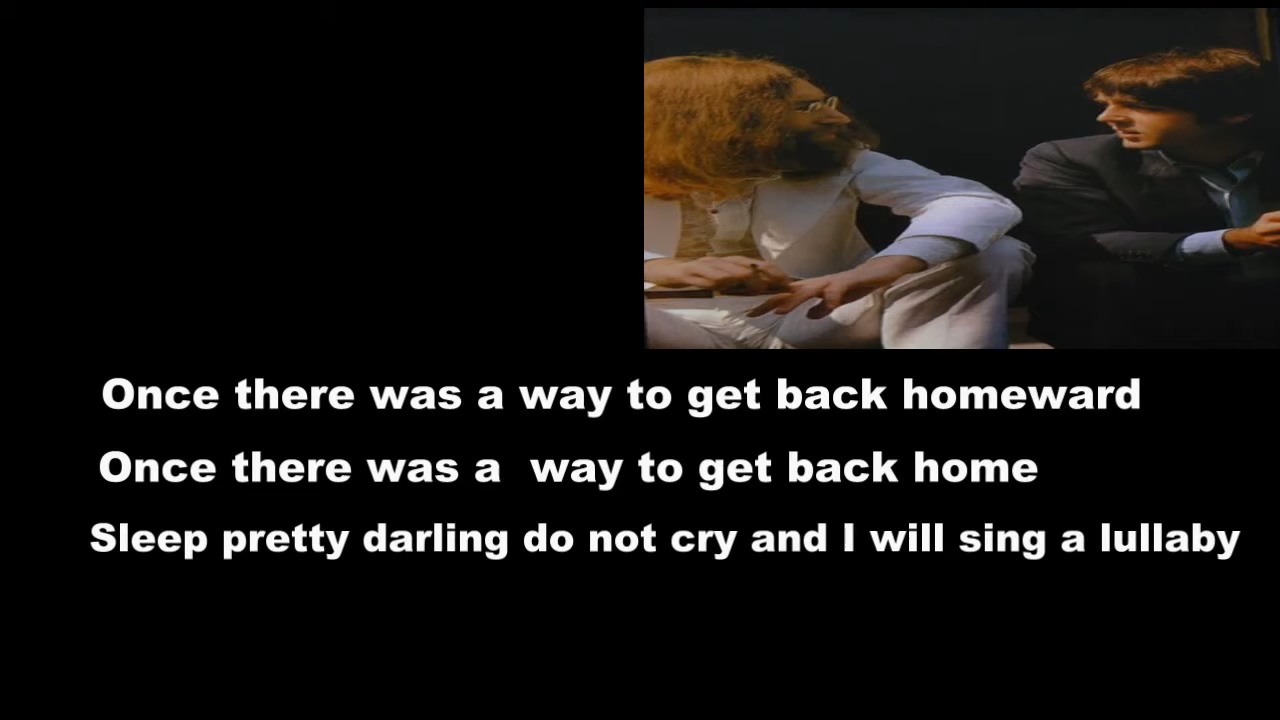 Once there was a way to get back homeward
Once there was a  way to get back home
Sleep pretty darling do not cry and I will sing a lullaby